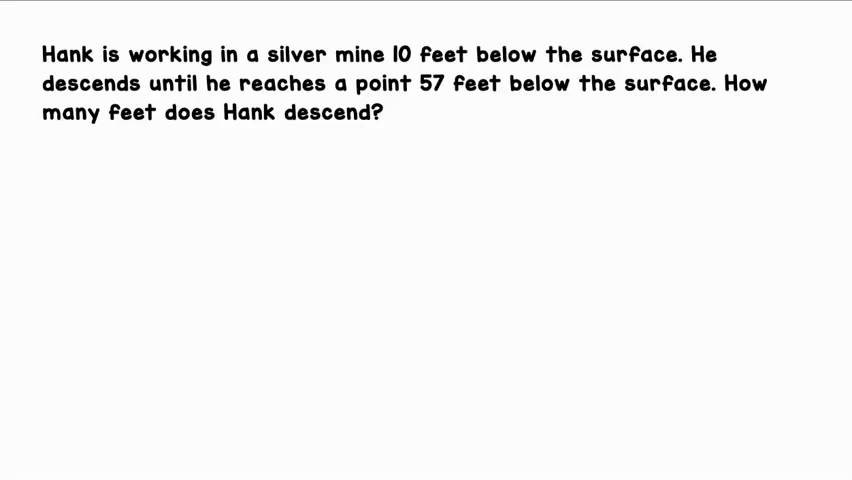 Hank is working in a silver mine 10 feet below the surface. He
descends until he reaches a point 57 feet below the surface. How
many feet does Hank descend?